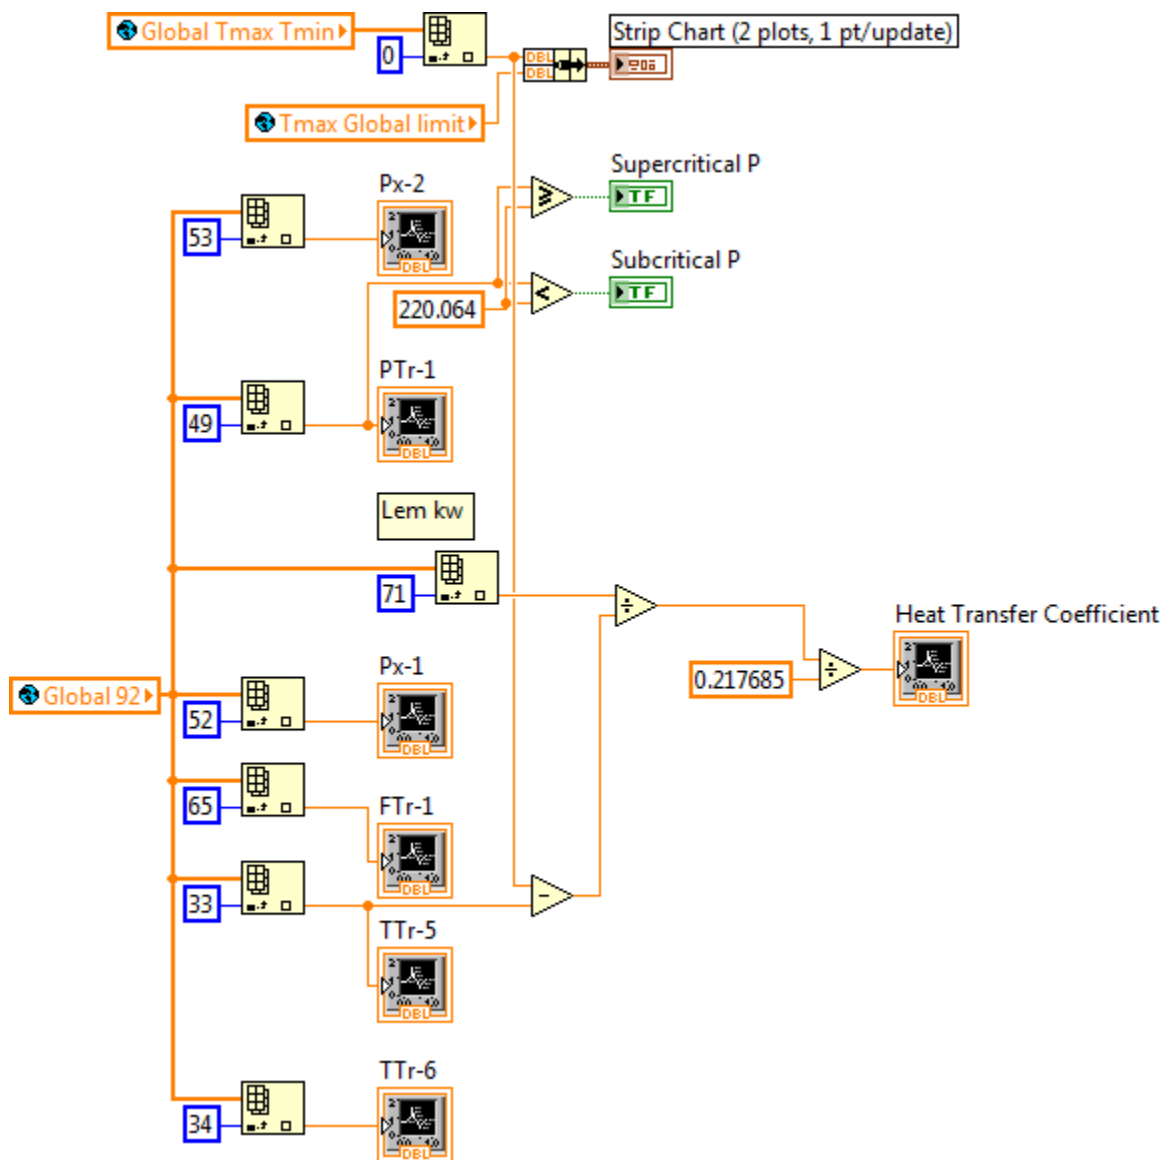 Global Tmax Tmin
0
Strip Chart (2 plots, 1 pt/update)
DBL
DBL
Tmax Global limit
Supercritical P
TF
Px-2
53
DBL
Subcritical P
TF
220.064
≥
<
PTr-1
49
DBL
Lem kw
71
÷
Heat Transfer Coefficient
0.217685
÷
DBL
Global 92
Px-1
52
DBL
65
FTr-1
DBL
33
-
TTr-5
DBL
TTr-6
34
DBL